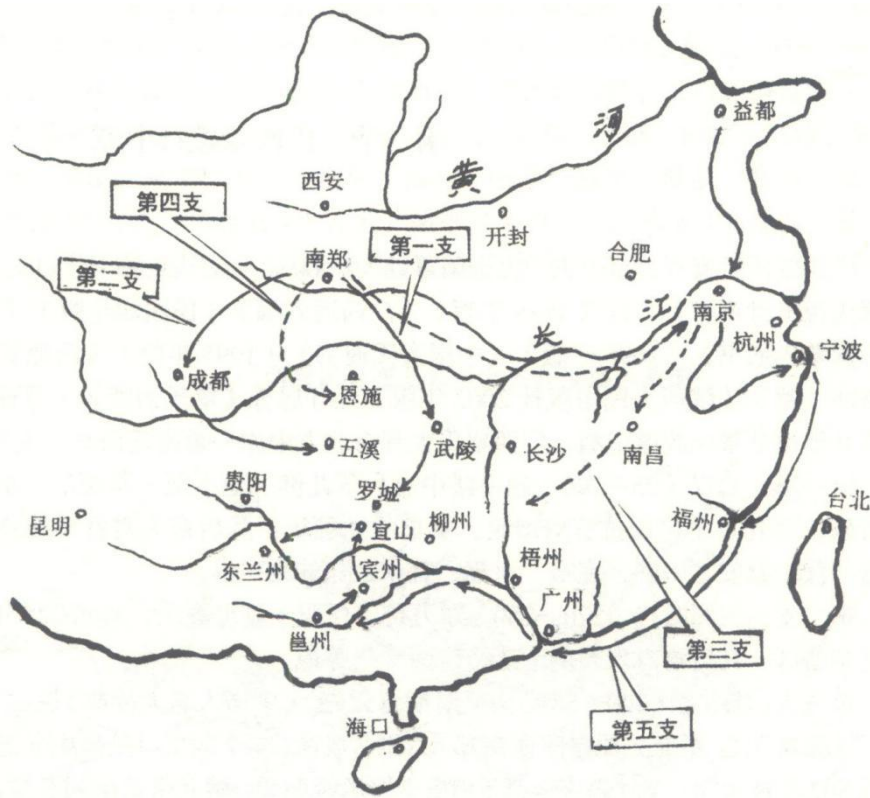 益都
黄 河
西安
第四支
开封
第一支
南郑
合肥
第二支
南京
长 江
杭州
宁波
成都
恩施
五溪
武陵
长沙
南昌
贵阳
罗城
昆明
宜山
柳州
福州
台北
东兰州
宾州
梧州
广州
邕州
第三支
第五支
海口